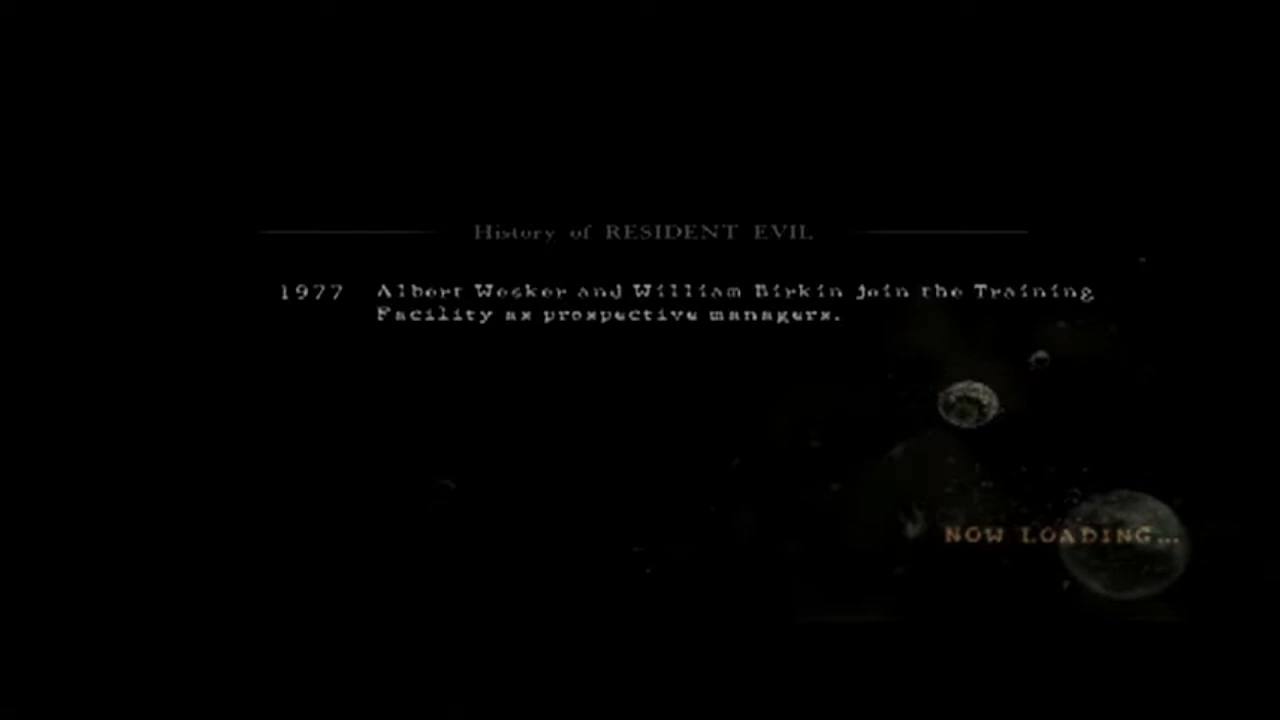 History of RESIDENT EVIL
1977 Albert Wesker and William Birkin join the Training
Facility as prospective managers.
NOW LOADING...